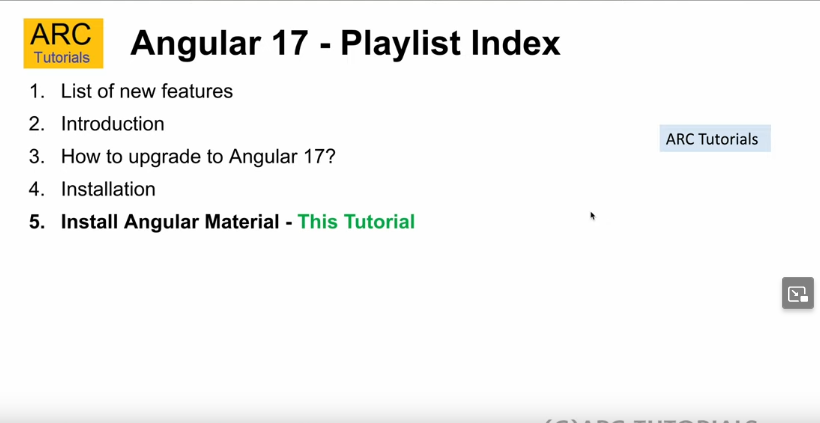 ARC
Tutorials
Angular 17 - Playlist Index
1. List of new features
2. Introduction
ARC Tutorials
3. How to upgrade to Angular 17?
4. Installation
5. Install Angular Material - This Tutorial